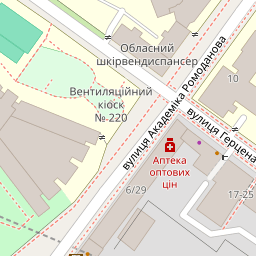 Обласний
шкірвендиспансер
Вентиляційний
кіоск
№ 220
вулиця Академіка Ромоданова
10
вулиця Герцена
Аптека
оптових
цін
6/29
17-25